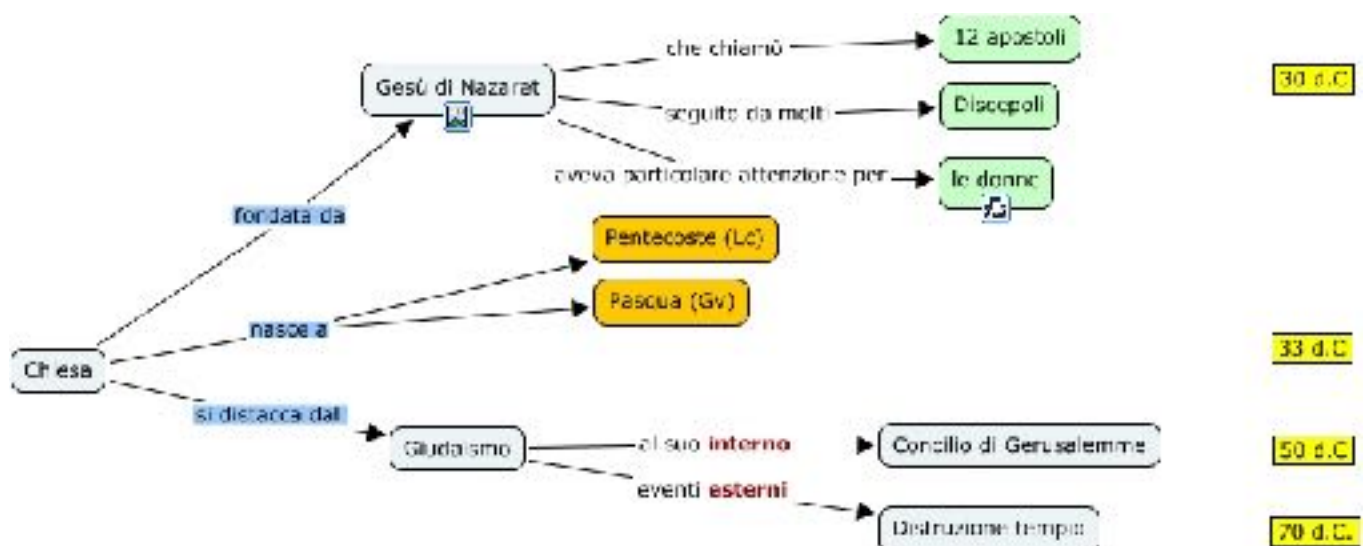 che chiamò
12 apostoli
Gesù di Nazarat
30 d.C
seguito da molti
Discepoli
aveva particolare attenzione per
le donne
fondata da
Pentecoste (Lc)
Pasqua (Gv)
nasce a
33 d.C
Chiesa
si distacca dal
Giudaismo
al suo interno
Concilio di Gerusalemme
50 d.C
eventi esterni
Distruzione tempio
70 d.C.